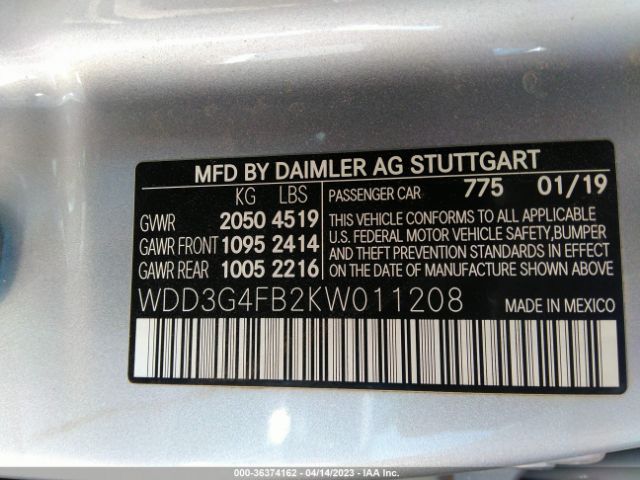 MFD BY DAIMLER AG STUTTGART
KG LBS PASSENGER CAR 775 01/19
GVWR 2050 4519 THIS VEHICLE CONFORMS TO ALL APPLICABLE
GAWR FRONT 1095 2414 U.S. FEDERAL MOTOR VEHICLE SAFETY,BUMPER
GAWR REAR 1005 2216 AND THEFT PREVENTION STANDARDS IN EFFECT
ON THE DATE OF MANUFACTURE SHOWN ABOVE.
WDD3G4FB2KW011208 MADE IN MEXICO
000-36374162 - 04/14/2023 - IAA Inc.